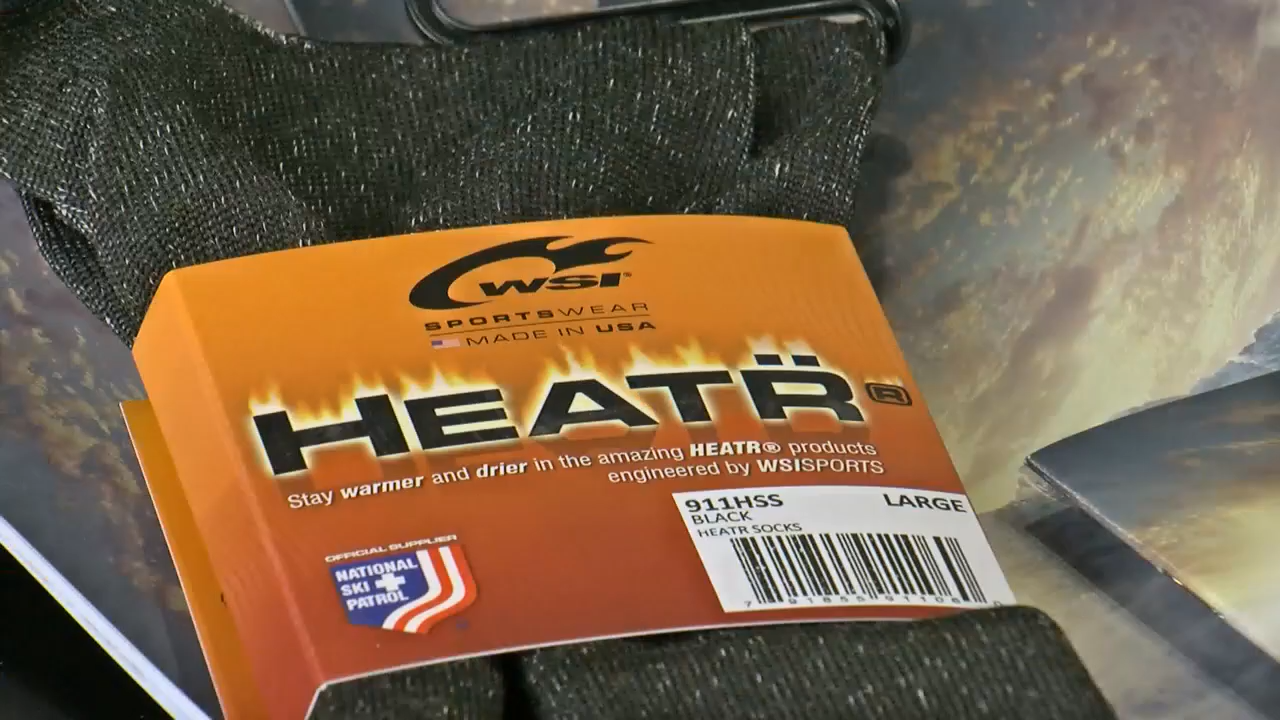 WSI®
SPORTSWEAR
MADE IN USA
HEATR̈®
Stay warmer and drier in the amazing HEATR® products
engineered by WSISPORTS
911HSS LARGE
BLACK
HEATR SOCKS
OFFICIAL SUPPLIER
NATIONAL
SKI
PATROL